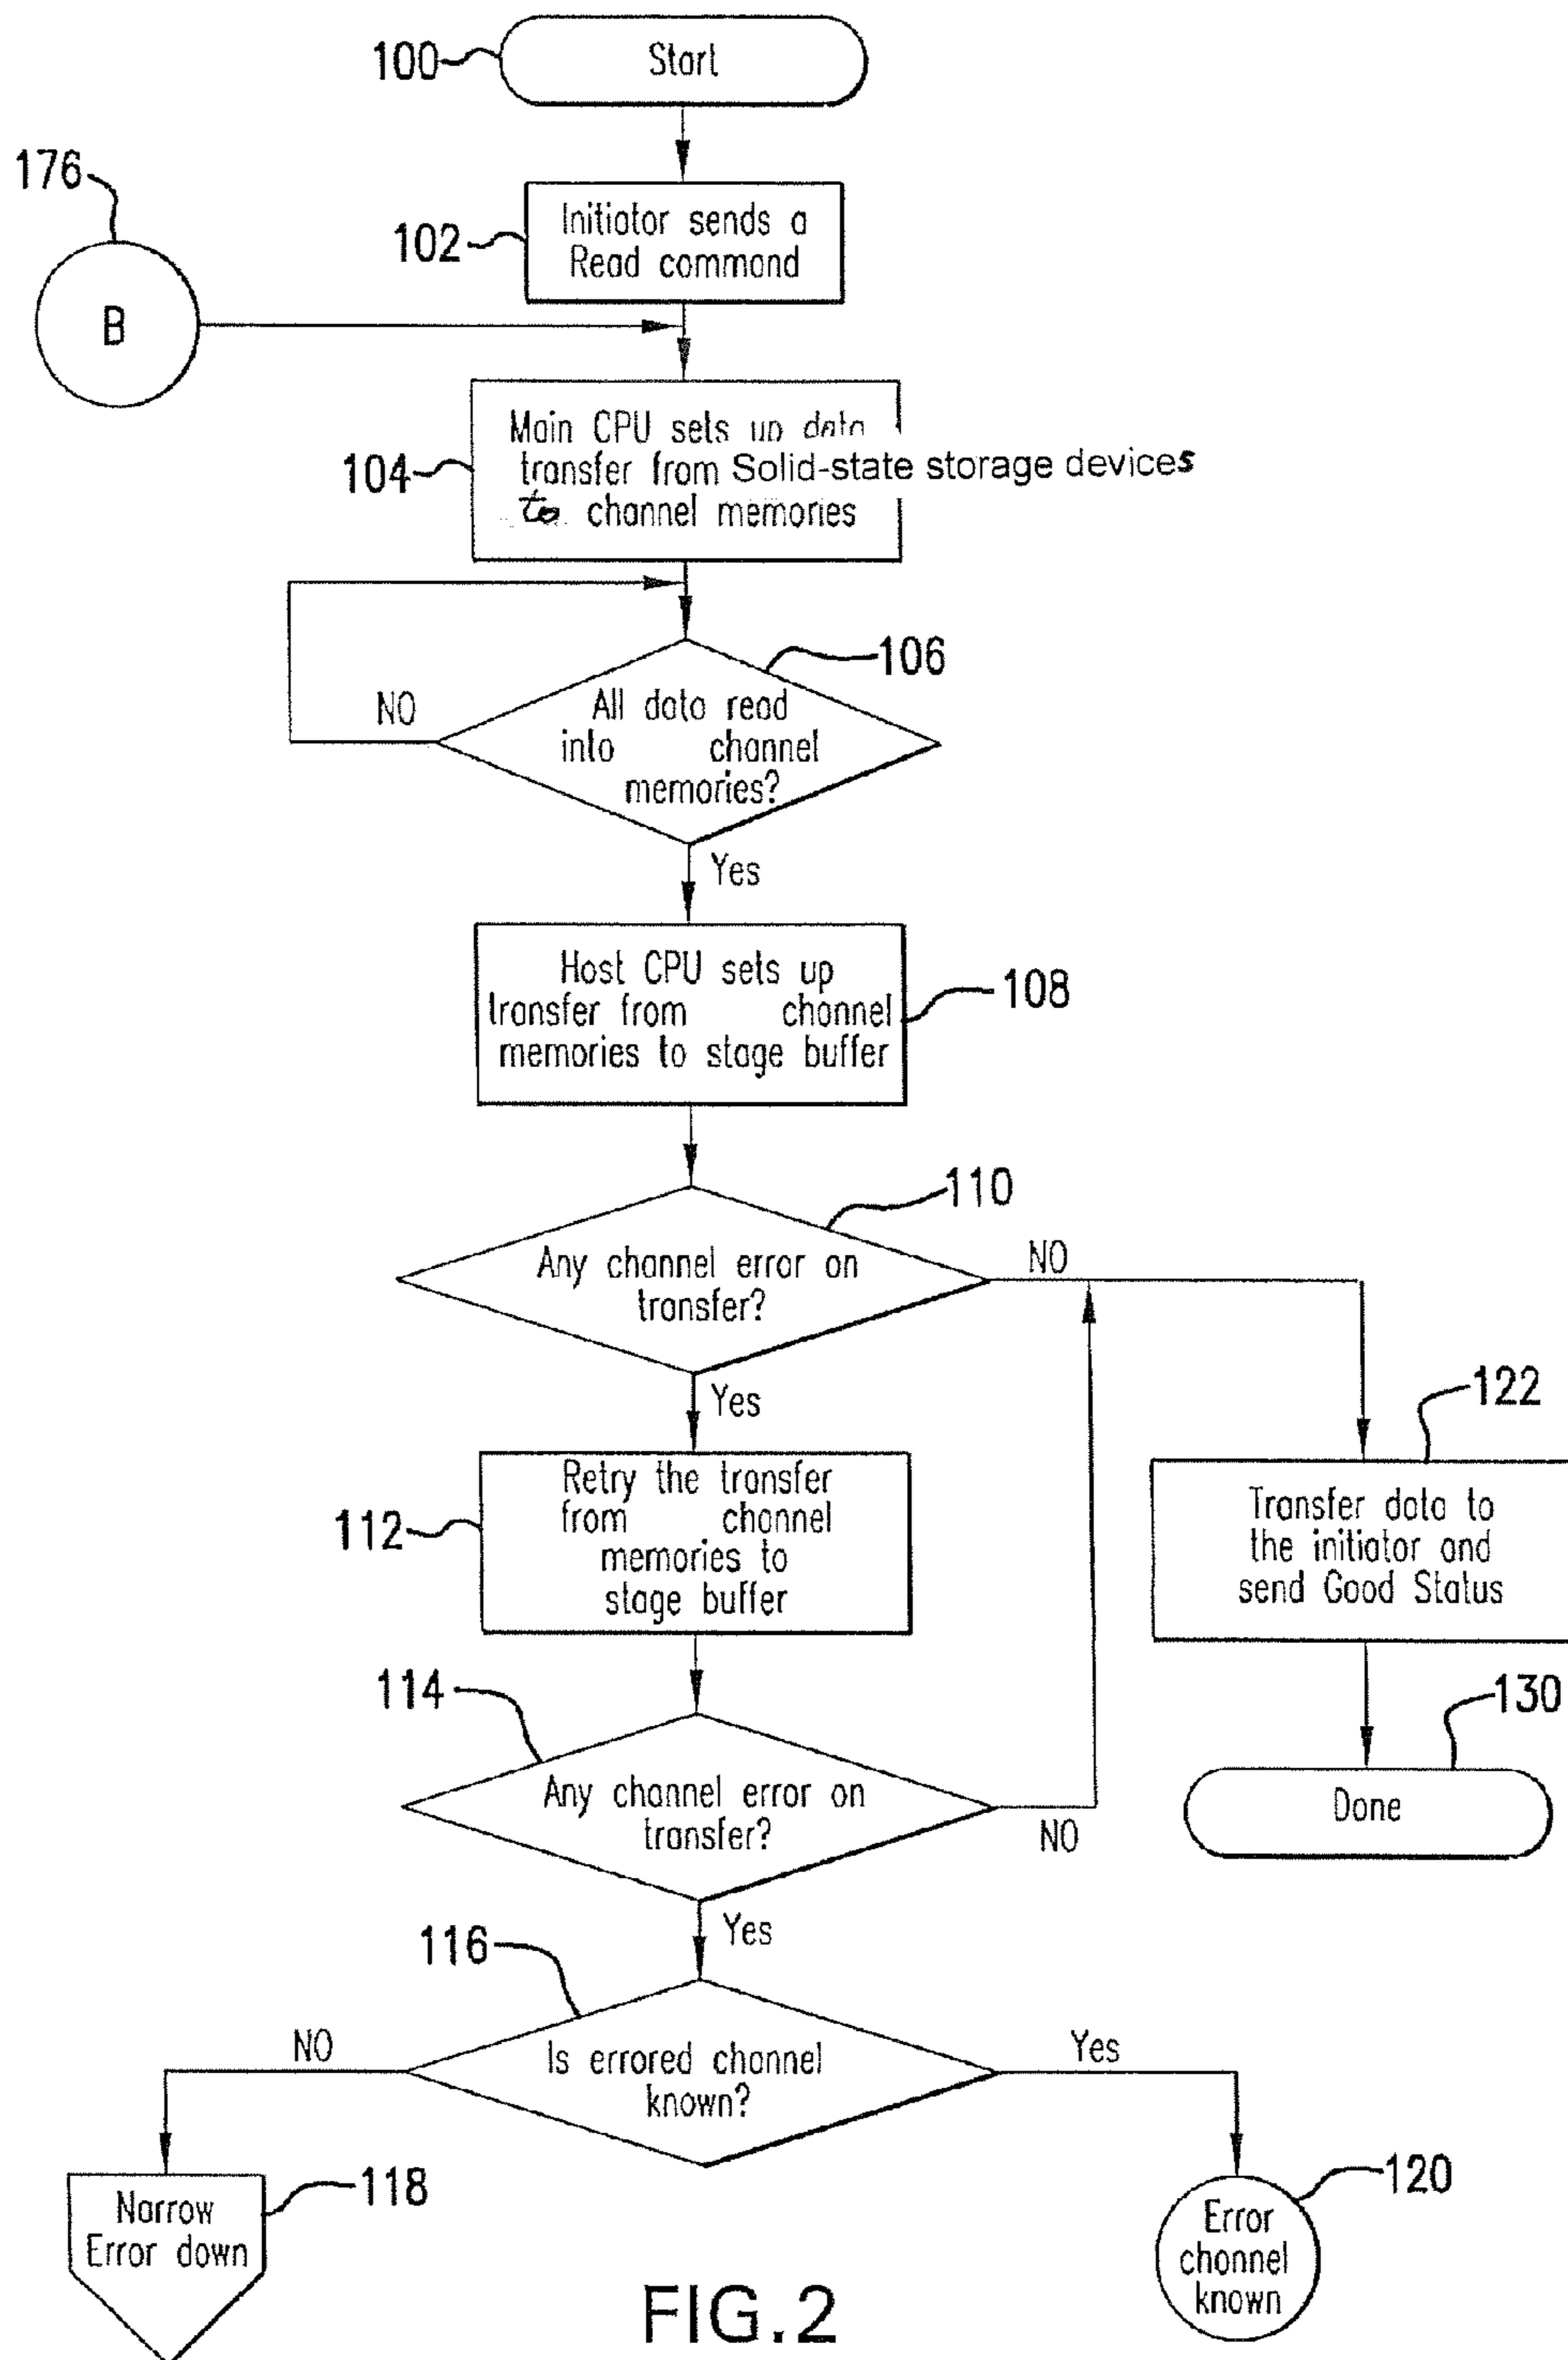 100
Start
176
102
Initiator sends a
Read command
B
104
Main CPU sets up data
transfer from Solid-state storage devices
to channel memories
106
NO
All data read
into channel
memories?
Yes
Host CPU sets up
transfer from channel
memories to stage buffer
108
110
Any channel error on
transfer?
NO
Yes
122
112
Retry the transfer
from channel
memories to
stage buffer
Transfer data to
the initiator and
send Good Status
114
130
Any channel error on
transfer?
NO
Done
Yes
116
NO
Is errored channel
known?
Yes
118
Narrow
Error down
120
Error
channel
known
FIG.2